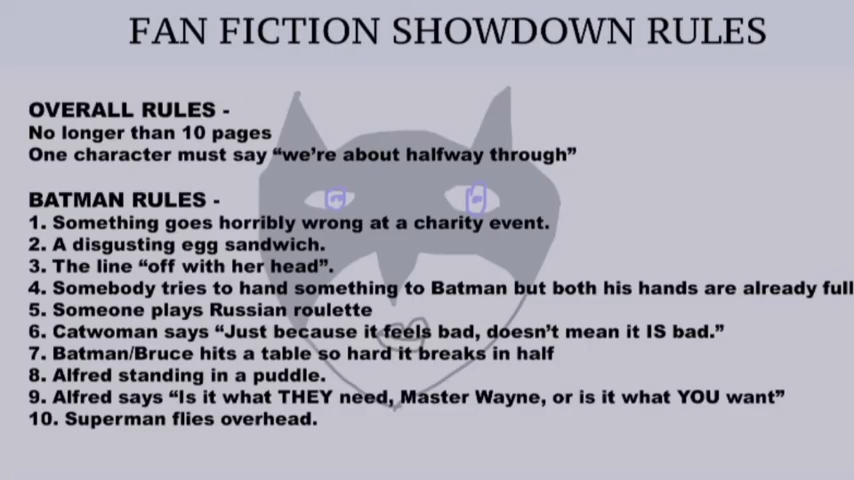 FAN FICTION SHOWDOWN RULES
OVERALL RULES -
No longer than 10 pages
One character must say “we’re about halfway through”
BATMAN RULES -
1. Something goes horribly wrong at a charity event.
2. A disgusting egg sandwich.
3. The line “off with her head”.
4. Somebody tries to hand something to Batman but both his hands are already full
5. Someone plays Russian roulette
6. Catwoman says “Just because it feels bad, doesn’t mean it IS bad.”
7. Batman/Bruce hits a table so hard it breaks in half
8. Alfred standing in a puddle.
9. Alfred says “Is it what THEY need, Master Wayne, or is it what YOU want”
10. Superman flies overhead.